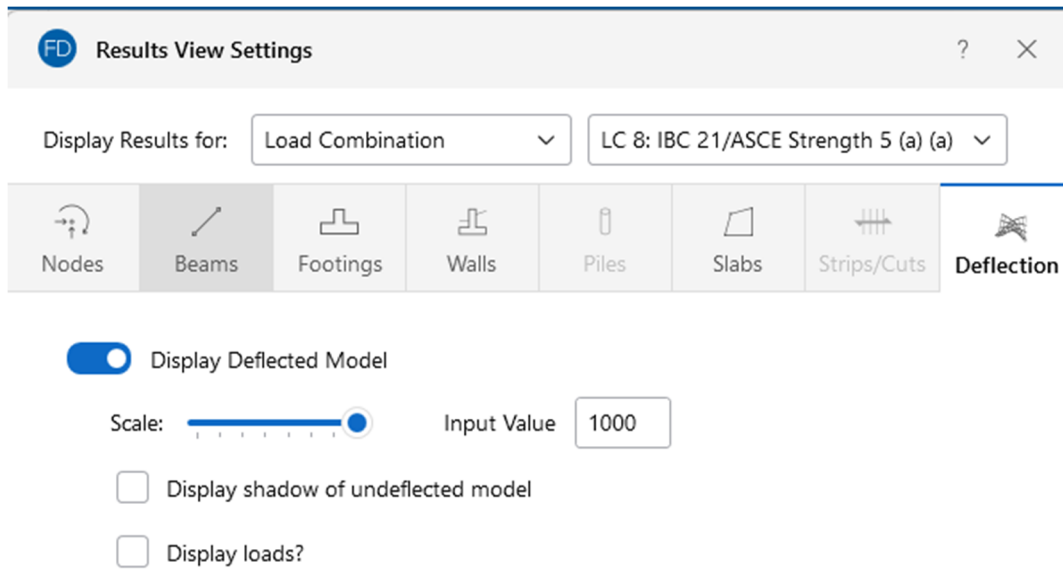 FD Results View Settings ?
Display Results for: Load Combination LC 8: IBC 21/ASCE Strength 5 (a) (a)
Nodes Beams Footings Walls Piles Slabs Strips/Cuts Deflection
Display Deflected Model
Scale: Input Value 1000
Display shadow of undeflected model
Display loads?